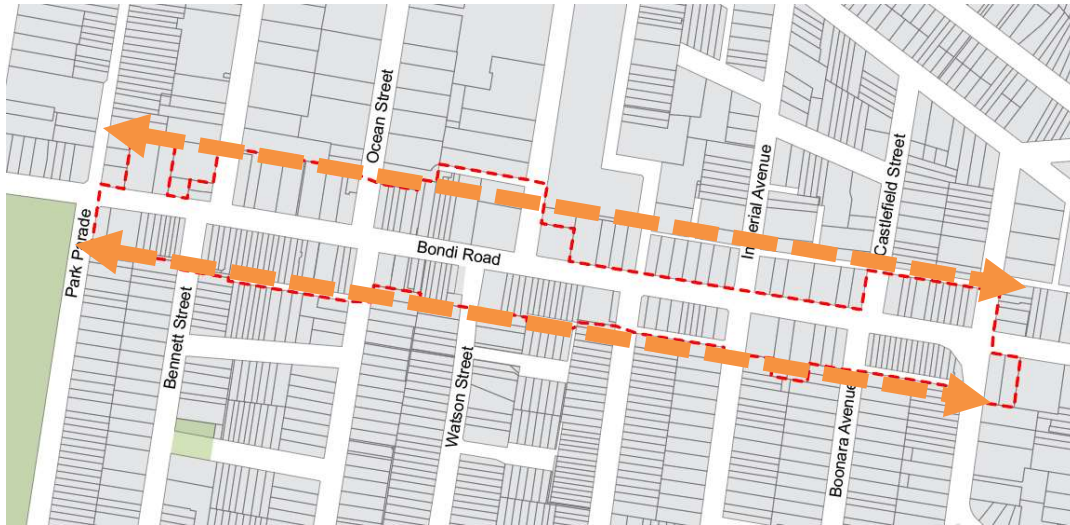 Ocean Street
Imperial Avenue
Castlefield Street
Park Parade
Bondi Road
Bennett Street
Watson Street
Boonara Avenue